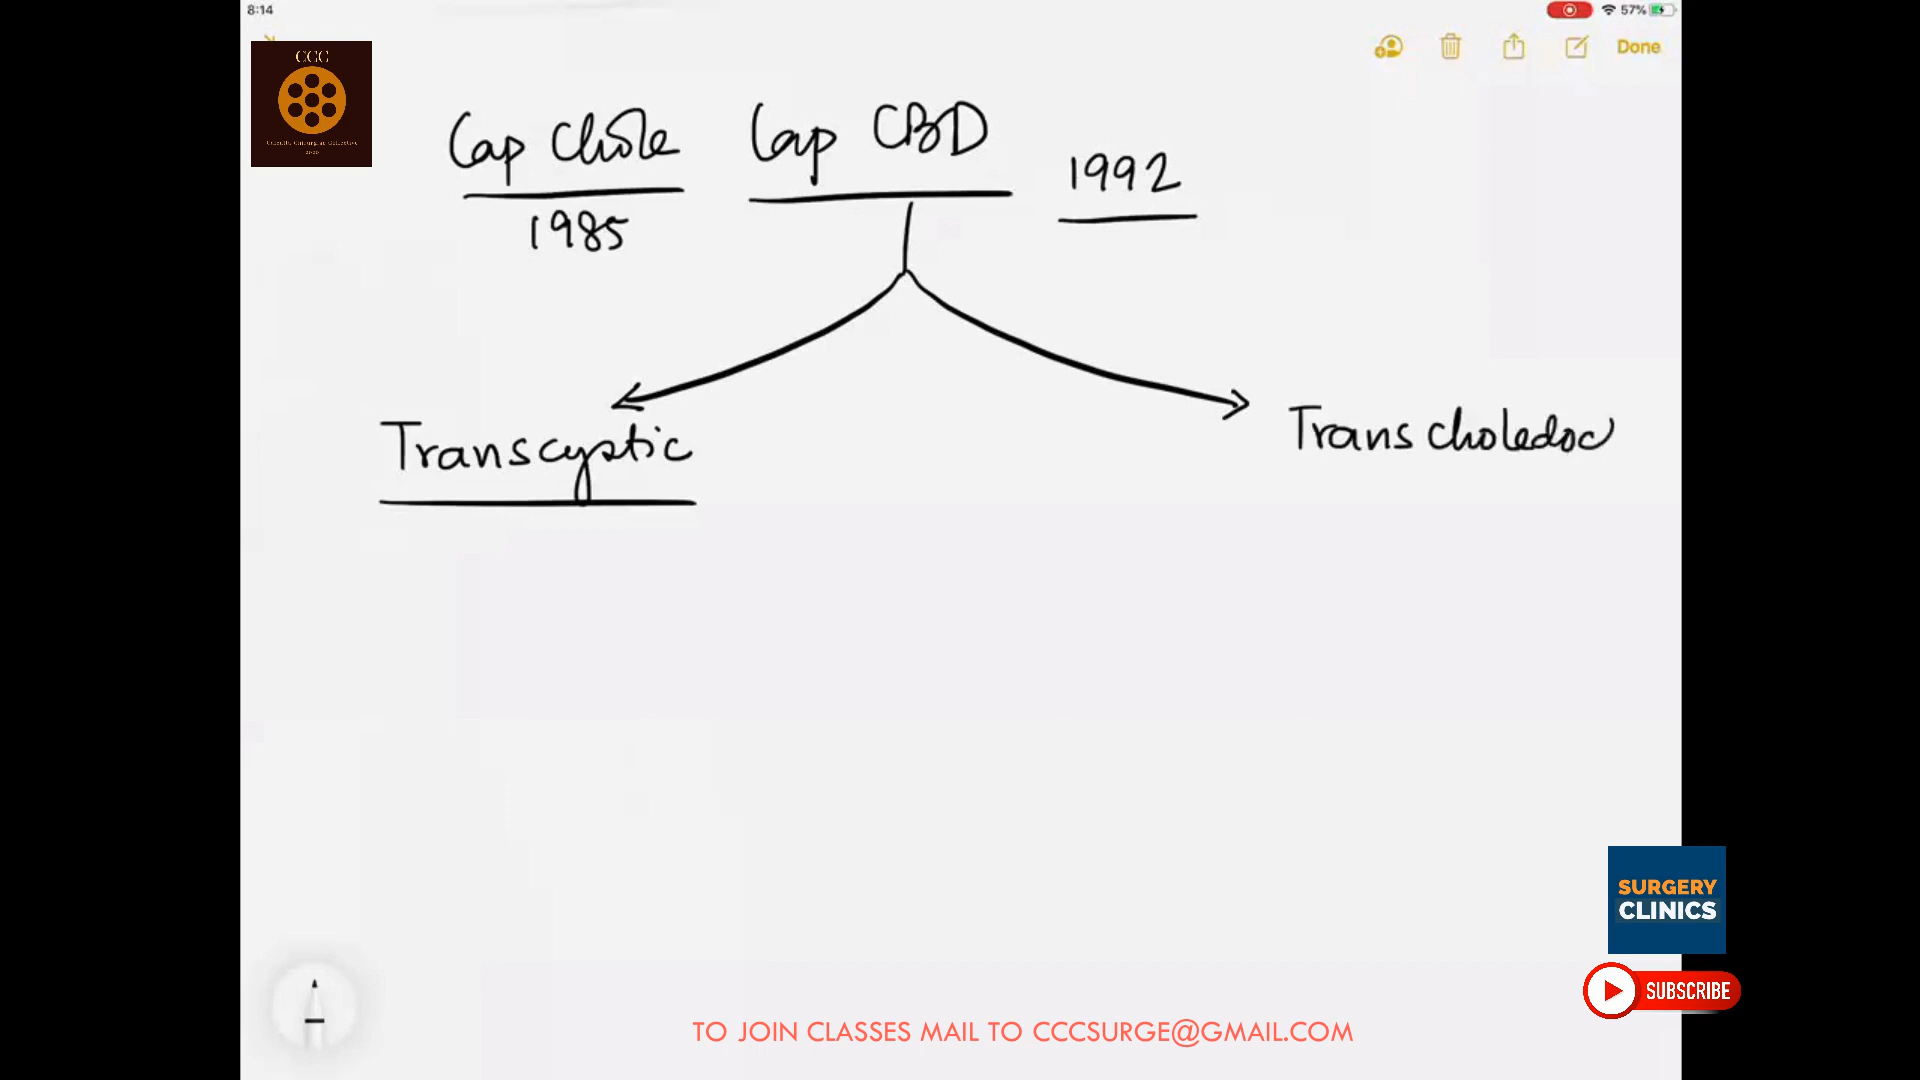 8:14
57%
Done
CCC
2020
Lap Chole Lap CBD
1992
1985
Transcystic
Trans choledoc
SURGERY
CLINICS
SUBSCRIBE
TO JOIN CLASSES MAIL TO CCCSURGE@GMAIL.COM